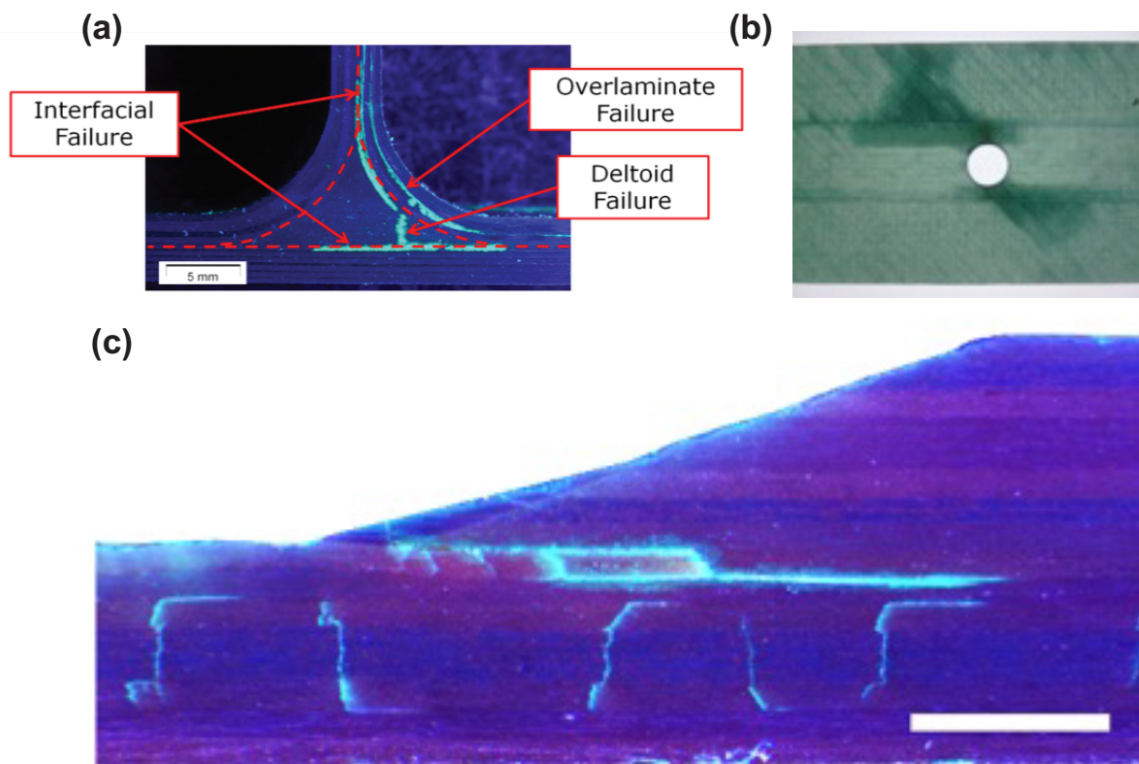 (a)
Interfacial
Failure
Overlaminate
Failure
Deltoid
Failure
5 mm
(b)
(c)